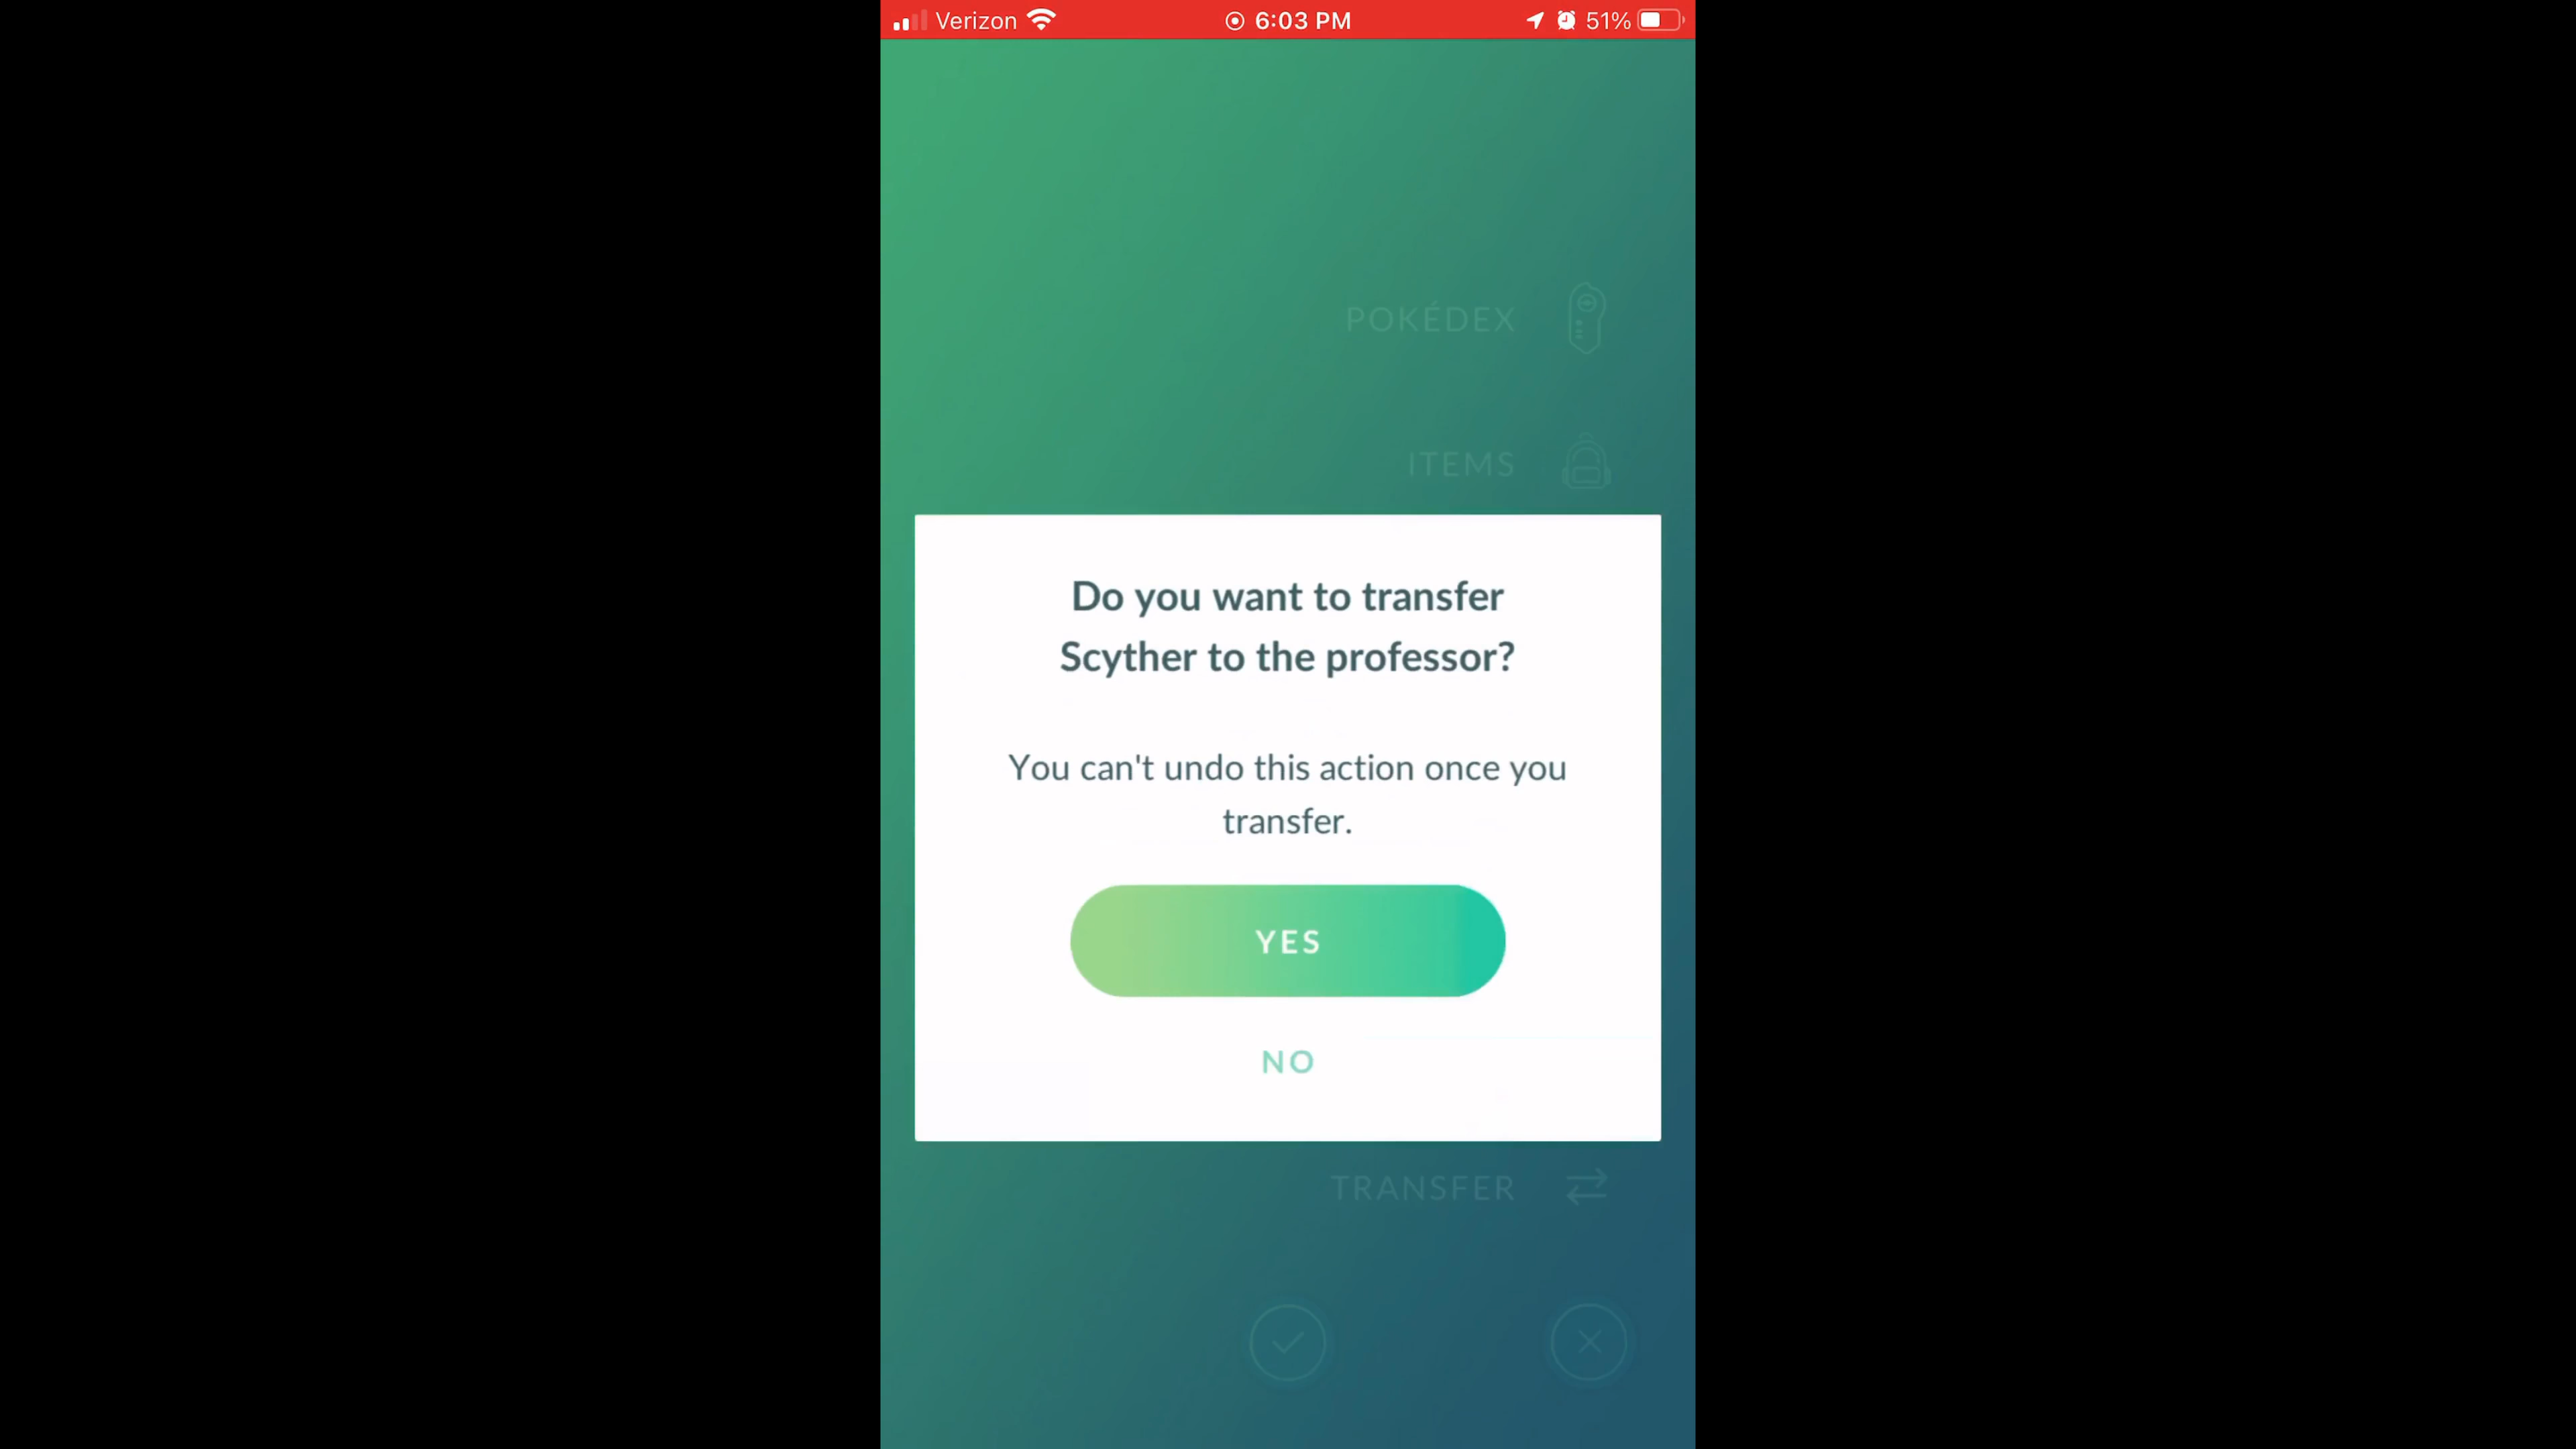 Verizon 6:03 PM 51%
POKÉDEX
ITEMS
Do you want to transfer
Scyther to the professor?
You can't undo this action once you
transfer.
YES
NO
TRANSFER